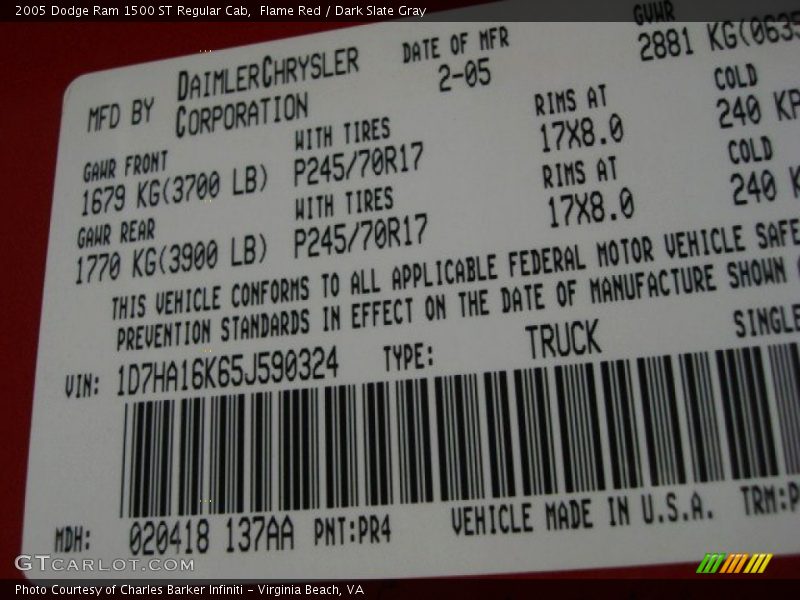 2005 Dodge Ram 1500 ST Regular Cab,  Flame Red / Dark Slate Gray
MFD BY DAIMLERCHRYSLER CORPORATION DATE OF MFR 2-05 GVWR 2881 KG(0635
GAWR FRONT WITH TIRES RIMS AT COLD
1679 KG(3700 LB) P245/70R17 17X8.0 240 KP
GAWR REAR WITH TIRES RIMS AT COLD
1770 KG(3900 LB) P245/70R17 17X8.0 240 K
THIS VEHICLE CONFORMS TO ALL APPLICABLE FEDERAL MOTOR VEHICLE SAFE
PREVENTION STANDARDS IN EFFECT ON THE DATE OF MANUFACTURE SHOWN
VIN: 1D7HA16K65J590324 TYPE: TRUCK SINGLE
MDH: 020418 137AA PNT:PR4 VEHICLE MADE IN U.S.A. TRM:P
GTCARLOT.COM
Photo Courtesy of Charles Barker Infiniti - Virginia Beach, VA